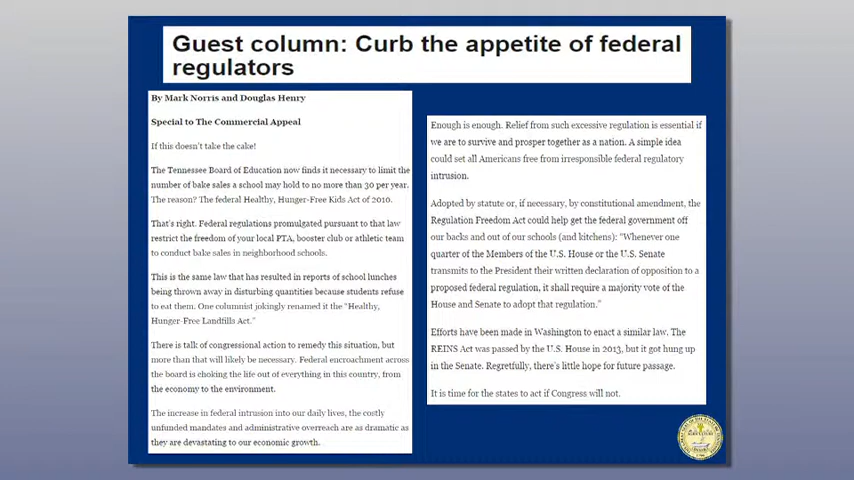 Guest column: Curb the appetite of federal
regulators
By Mark Norris and Douglas Henry
Special to The Commercial Appeal
If this doesn't take the cake!
The Tennessee Board of Education now finds it necessary to limit the
number of bake sales a school may hold to no more than 30 per year.
The reason? The federal Healthy, Hunger-Free Kids Act of 2010.
That's right. Federal regulations promulgated pursuant to that law
restrict the freedom of your local PTA, booster club or athletic team
to conduct bake sales in neighborhood schools.
This is the same law that has resulted in reports of school lunches
being thrown away in disturbing quantities because students refuse
to eat them. One columnist jokingly renamed it the "Healthy,
Hunger-Free Landfills Act."
There is talk of congressional action to remedy this situation, but
more than that will likely be necessary. Federal encroachment across
the board is choking the life out of everything in this country, from
the economy to the environment.
The increase in federal intrusion into our daily lives, the costly
unfunded mandates and administrative overreach are as dramatic as
they are devastating to our economic growth.
Enough is enough. Relief from such excessive regulation is essential if
we are to survive and prosper together as a nation. A simple idea
could set all Americans free from irresponsible federal regulatory
intrusion.
Adopted by statute or, if necessary, by constitutional amendment, the
Regulation Freedom Act could help get the federal government off
our backs and out of our schools (and kitchens): "Whenever one
quarter of the Members of the U.S. House or the U.S. Senate
transmits to the President their written declaration of opposition to a
proposed federal regulation, it shall require a majority vote of the
House and Senate to adopt that regulation."
Efforts have been made in Washington to enact a similar law. The
REINS Act was passed by the U.S. House in 2013, but it got hung up
in the Senate. Regretfully, there's little hope for future passage.
It is time for the states to act if Congress will not.
AGRICULTURE